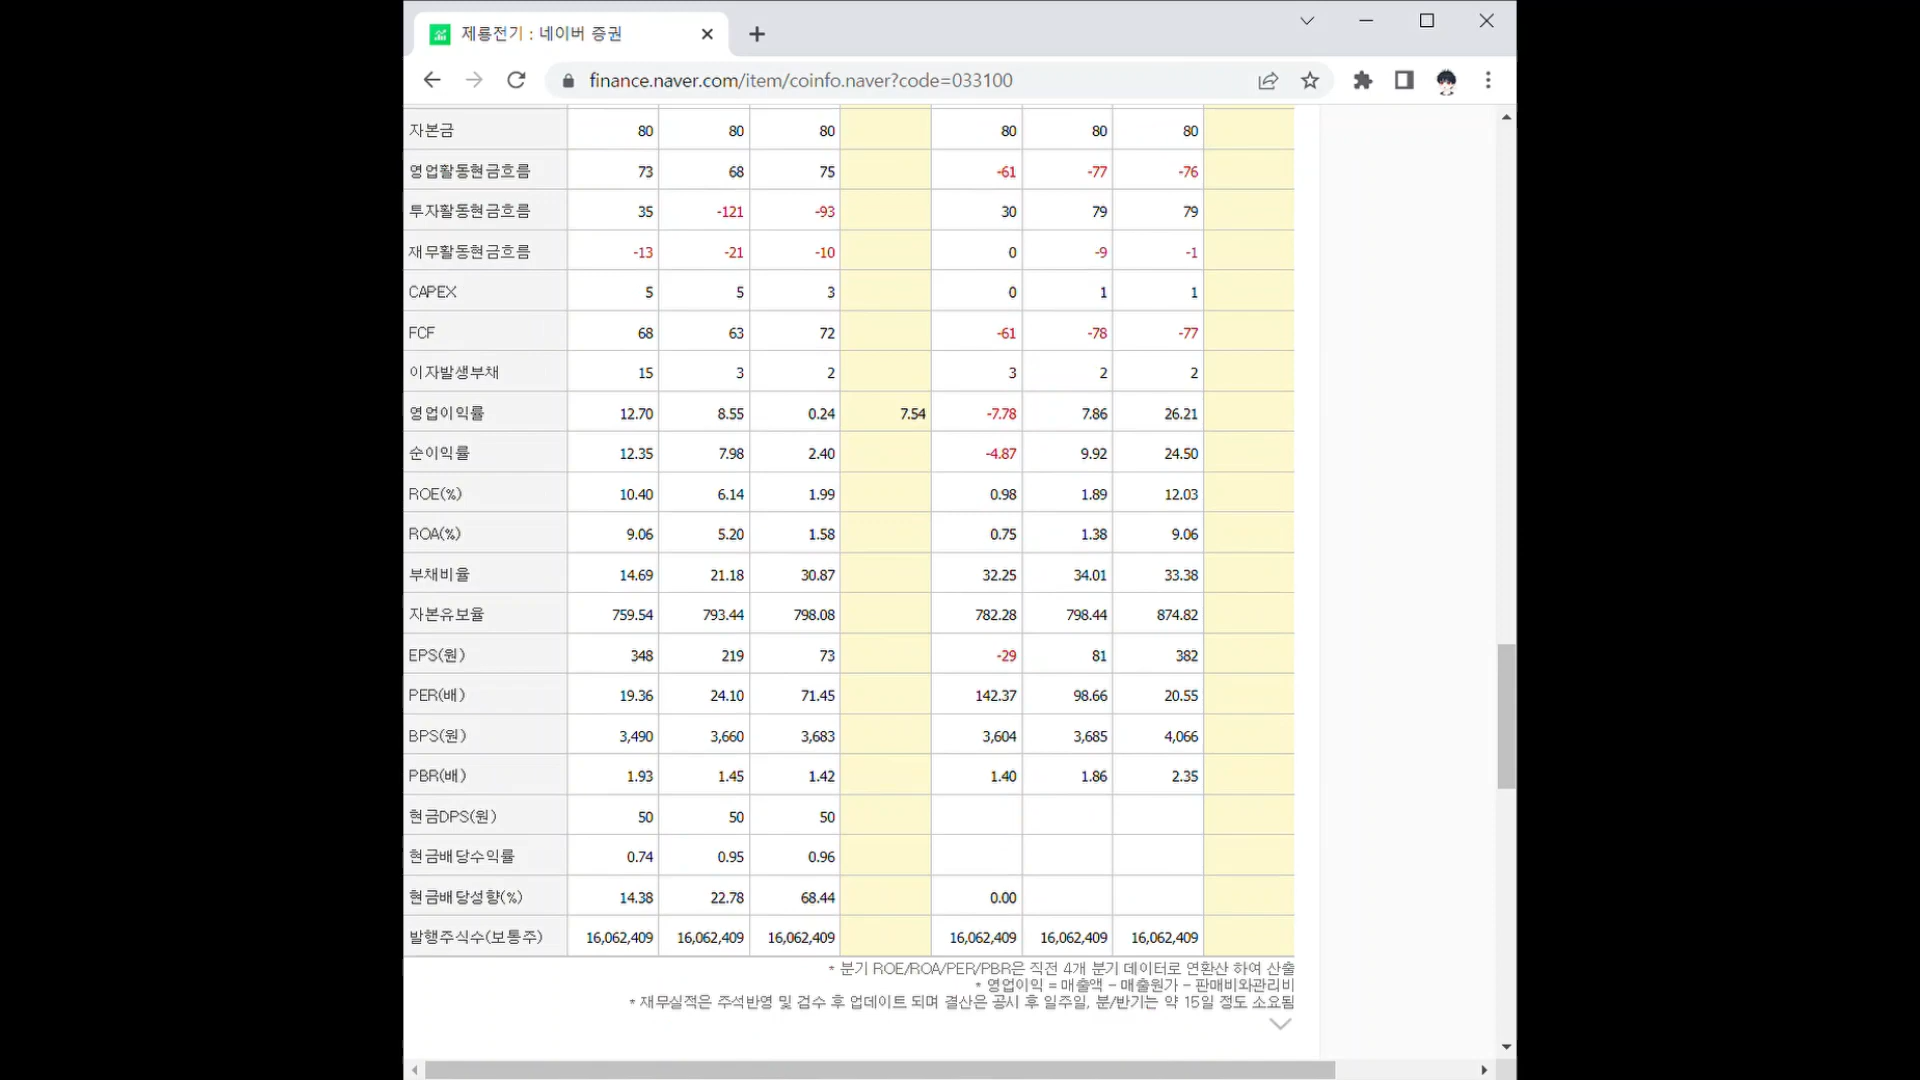 제룡전기 : 네이버 증권
finance.naver.com/item/coinfo.naver?code=033100
자본금 80 80 80 80 80 80
영업활동현금흐름 73 68 75 -61 -77 -76
투자활동현금흐름 35 -121 -93 30 79 79
재무활동현금흐름 -13 -21 -10 0 -9 -1
CAPEX 5 5 3 0 1 1
FCF 68 63 72 -61 -78 -77
이자발생부채 15 3 2 3 2 2
영업이익률 12.70 8.55 0.24 7.54 -7.78 7.86 26.21
순이익률 12.35 7.98 2.40 -4.87 9.92 24.50
ROE(%) 10.40 6.14 1.99 0.98 1.89 12.03
ROA(%) 9.06 5.20 1.58 0.75 1.38 9.06
부채비율 14.69 21.18 30.87 32.25 34.01 33.38
자본유보율 759.54 793.44 798.08 782.28 798.44 874.82
EPS(원) 348 219 73 -29 81 382
PER(배) 19.36 24.10 71.45 142.37 98.66 20.55
BPS(원) 3,490 3,660 3,683 3,604 3,685 4,066
PBR(배) 1.93 1.45 1.42 1.40 1.86 2.35
현금DPS(원) 50 50 50
현금배당수익률 0.74 0.95 0.96
현금배당성향(%) 14.38 22.78 68.44 0.00
발행주식수(보통주) 16,062,409 16,062,409 16,062,409 16,062,409 16,062,409 16,062,409
* 분기 ROE/ROA/PER/PBR은 직전 4개 분기 데이터로 연환산 하여 산출
* 영업이익 = 매출액 - 매출원가 - 판매비와관리비
* 재무실적은 주석반영 및 검수 후 업데이트 되며 결산은 공시 후 일주일, 분/반기는 약 15일 정도 소요됨